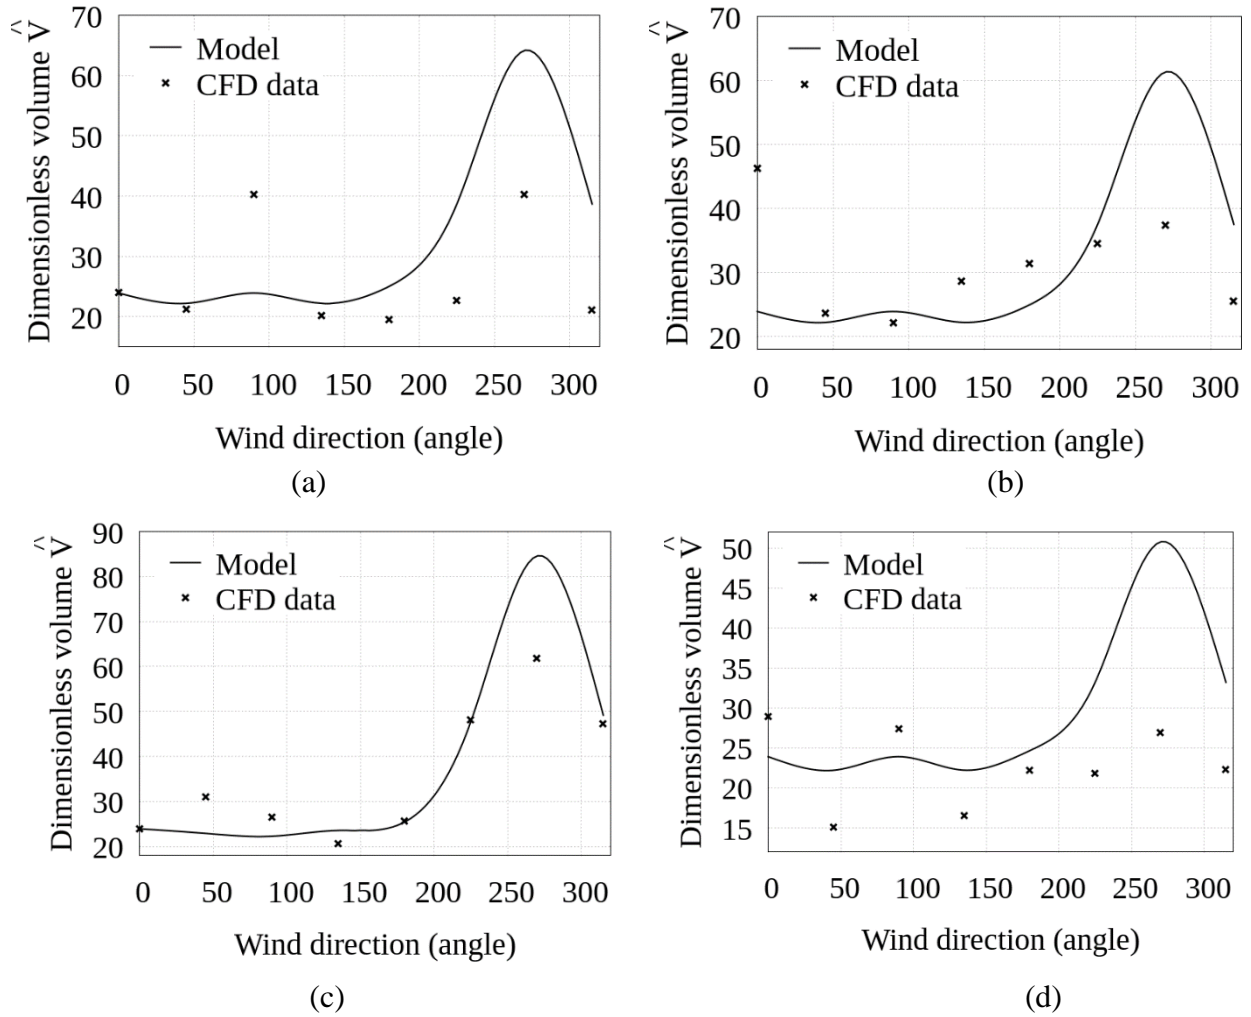 Dimensionless volume V̂
70
60
50
40
30
20
Model
CFD data
0 50 100 150 200 250 300
Wind direction (angle)
(a)
Dimensionless volume V̂
70
60
50
40
30
20
Model
CFD data
0 50 100 150 200 250 300
Wind direction (angle)
(b)
Dimensionless volume V̂
90
80
70
60
50
40
30
20
Model
CFD data
0 50 100 150 200 250 300
Wind direction (angle)
(c)
Dimensionless volume V̂
50
45
40
35
30
25
20
15
Model
CFD data
0 50 100 150 200 250 300
Wind direction (angle)
(d)